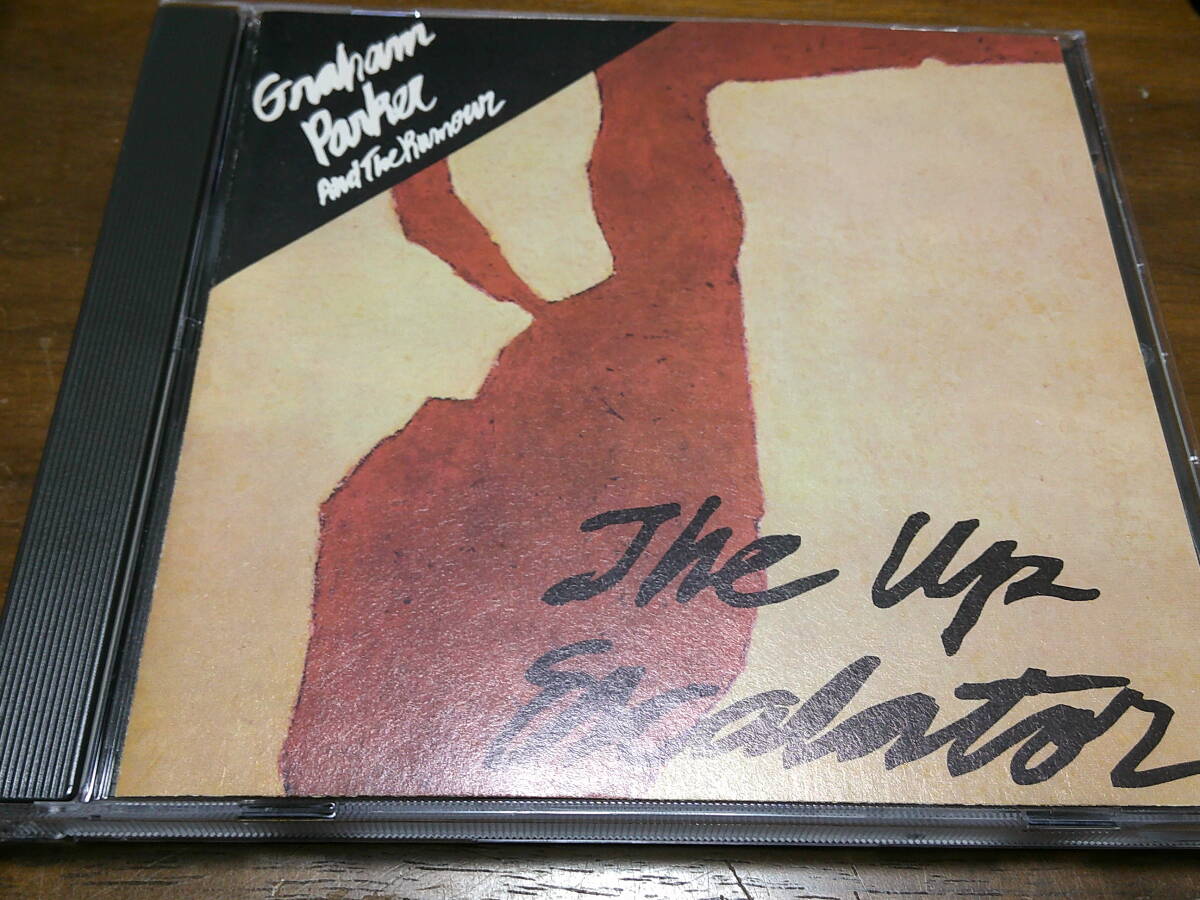 Graham
Parker
And The Rumour
The Up
Escalator